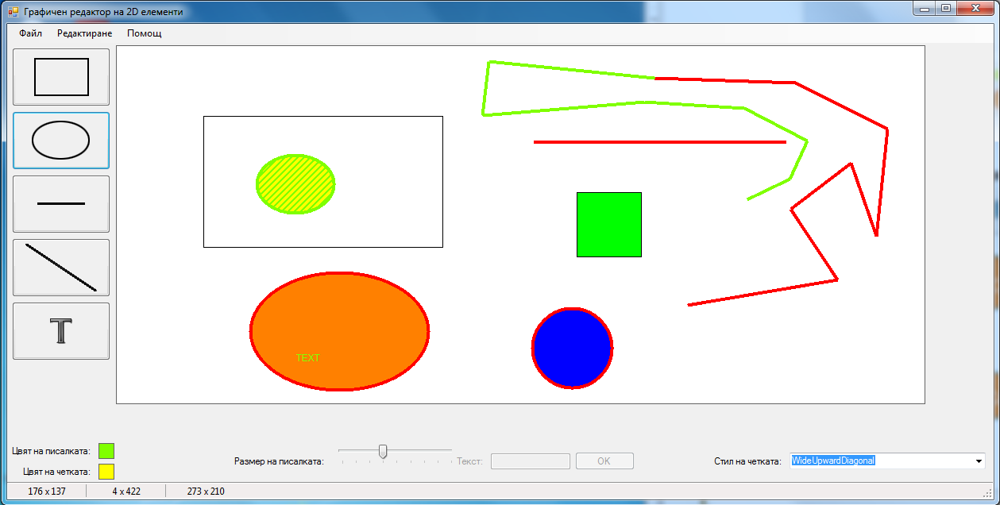 Графичен редактор на 2D елементи
Файл Редактиране Помощ
T
TEXT
Цвят на писалката:
Цвят на четката:
Размер на писалката:
Текст:
OK
Стил на четката:
WideUpwardDiagonal
176 x 137 4 x 422 273 x 210